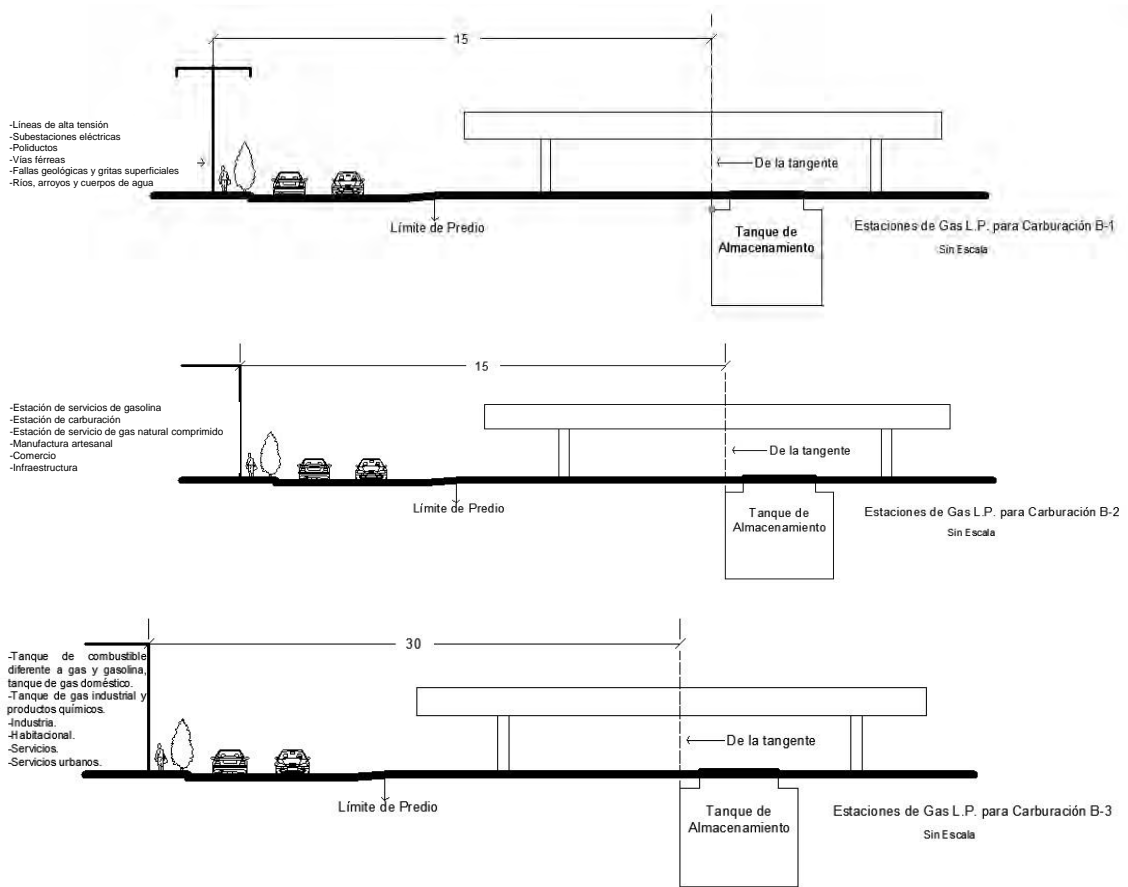 15
-Líneas de alta tensión
-Subestaciones eléctricas
-Poliductos
-Vías férreas
-Fallas geológicas y gritas superficiales
-Ríos, arroyos y cuerpos de agua
De la tangente
Límite de Predio
Tanque de
Almacenamiento
Estaciones de Gas L.P. para Carburación B-1
Sin Escala
15
-Estación de servicios de gasolina
-Estación de carburación
-Estación de servicio de gas natural comprimido
-Manufactura artesanal
-Comercio
-Infraestructura
De la tangente
Límite de Predio
Tanque de
Almacenamiento
Estaciones de Gas L.P. para Carburación B-2
Sin Escala
30
-Tanque de combustible
diferente a gas y gasolina,
tanque de gas doméstico.
-Tanque de gas industrial y
productos químicos.
-Industria.
-Habitacional.
-Servicios.
-Servicios urbanos.
De la tangente
Límite de Predio
Tanque de
Almacenamiento
Estaciones de Gas L.P. para Carburación B-3
Sin Escala